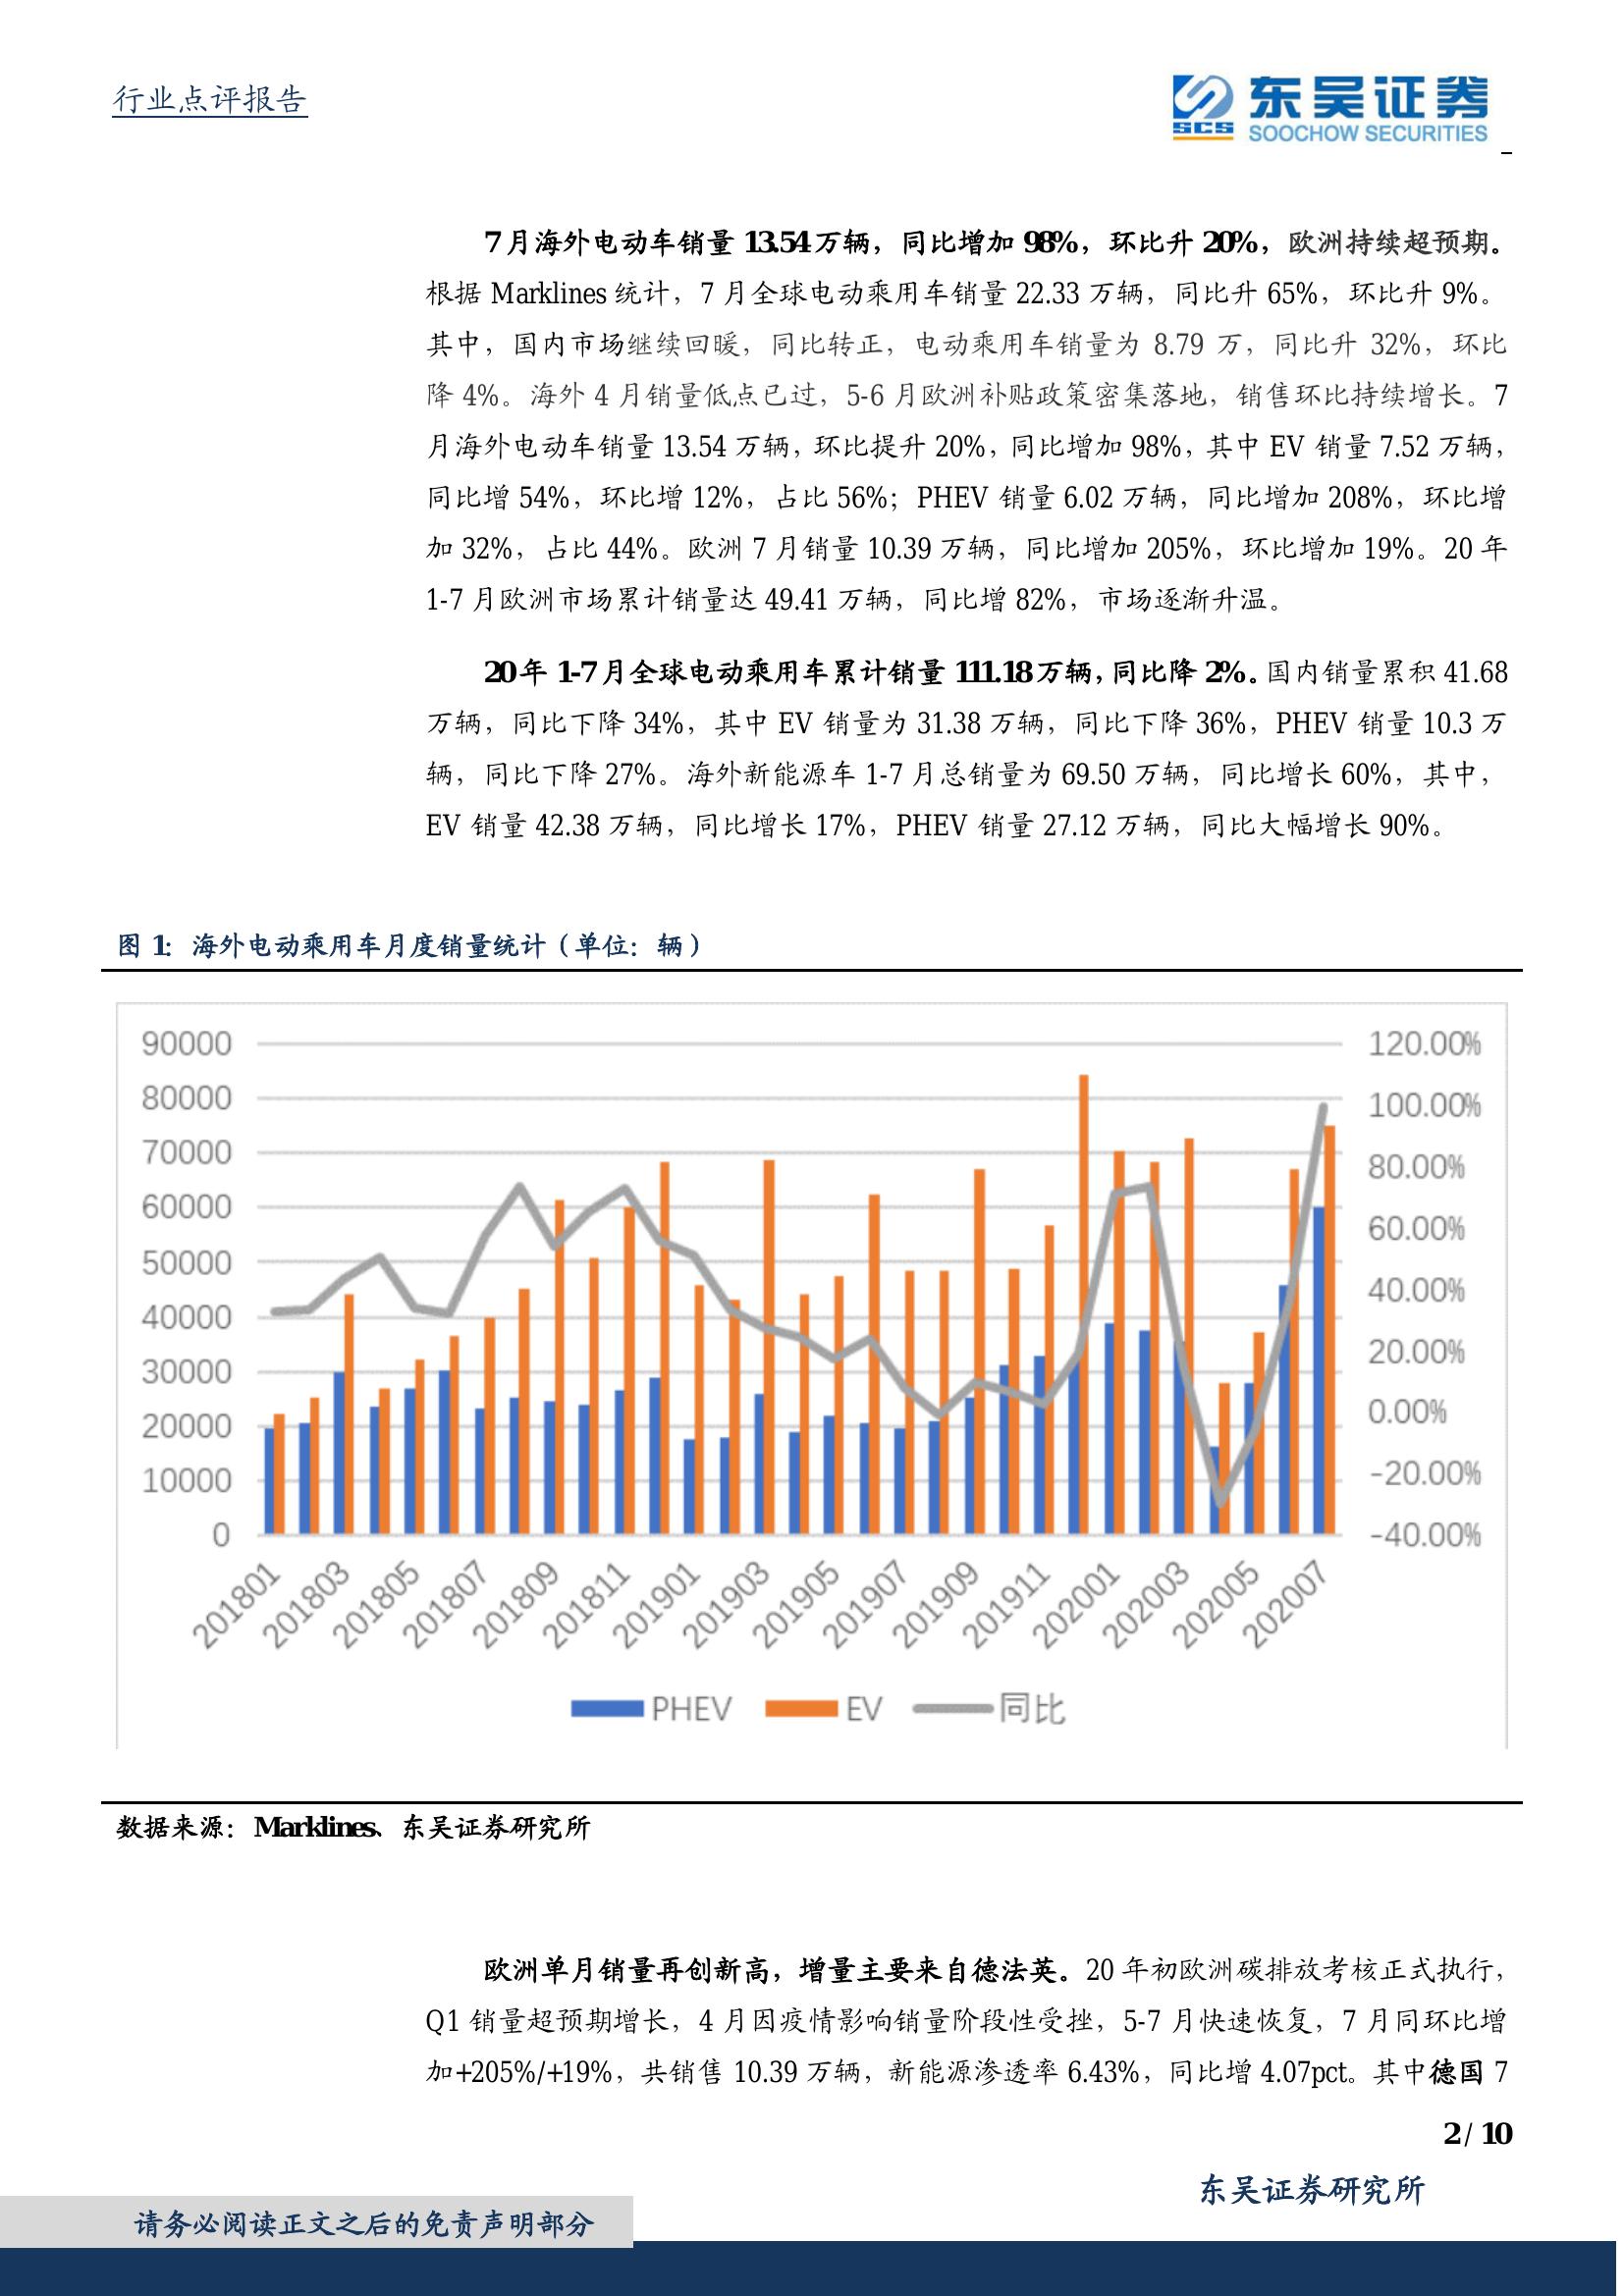 行业点评报告
东吴证券
SCS
SOOCHOW SECURITIES
7月海外电动车销量 13.54万辆，同比增加 98%，环比升 20%，欧洲持续超预期。
根据 Marklines 统计，7 月全球电动乘用车销量 22.33 万辆，同比升 65%，环比升 9%。
其中，国内市场继续回暖，同比转正，电动乘用车销量为 8.79 万，同比升 32%，环比
降 4%。海外 4 月销量低点已过，5-6 月欧洲补贴政策密集落地，销售环比持续增长。7
月海外电动车销量 13.54 万辆，环比提升 20%，同比增加 98%，其中 EV 销量 7.52 万辆，
同比增 54%，环比增 12%，占比 56%；PHEV 销量 6.02 万辆，同比增加 208%，环比增
加 32%，占比 44%。欧洲 7 月销量 10.39 万辆，同比增加 205%，环比增加 19%。20 年
1-7 月欧洲市场累计销量达 49.41 万辆，同比增 82%，市场逐渐升温。
20年 1-7月全球电动乘用车累计销量 111.18万辆，同比降 2%。国内销量累积 41.68
万辆，同比下降 34%，其中 EV 销量为 31.38 万辆，同比下降 36%，PHEV 销量 10.3 万
辆，同比下降 27%。海外新能源车 1-7 月总销量为 69.50 万辆，同比增长 60%，其中，
EV 销量 42.38 万辆，同比增长 17%，PHEV 销量 27.12 万辆，同比大幅增长 90%。
图 1：海外电动乘用车月度销量统计（单位：辆）
90000 120.00%
80000 100.00%
70000 80.00%
60000 60.00%
50000 40.00%
40000 20.00%
30000 0.00%
20000 -20.00%
10000 -40.00%
0
201801 201803 201805 201807 201809 201811 201901 201903 201905 201907 201909 201911 202001 202003 202005 202007
PHEV EV 同比
数据来源：Marklines、东吴证券研究所
欧洲单月销量再创新高，增量主要来自德法英。20 年初欧洲碳排放考核正式执行，
Q1 销量超预期增长，4 月因疫情影响销量阶段性受挫，5-7 月快速恢复，7 月同环比增
加+205%/+19%，共销售 10.39 万辆，新能源渗透率 6.43%，同比增 4.07pct。其中德国 7
2 / 10
东吴证券研究所
请务必阅读正文之后的免责声明部分